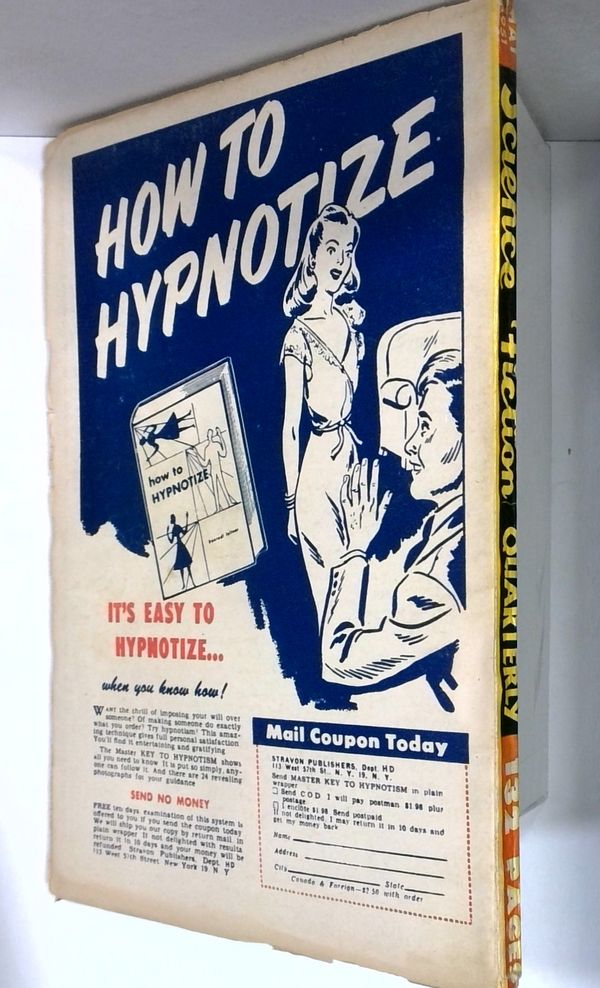 HOW TO
HYPNOTIZE
how to
HYPNOTIZE
IT'S EASY TO
HYPNOTIZE...
when you know how!
WANT the thrill of imposing your will over
someone? Of making someone do exactly
what you order? Try hypnotism! This amaz-
ing technique gives full personal satisfaction
You'll find it entertaining and gratifying
The Master KEY TO HYPNOTISM shows
all you need to know It is put so simply, any-
one can follow it. And there are 24 revealing
photographs for your guidance
SEND NO MONEY
FREE ten days examination of this system is
offered to you if you send the coupon today
We will ship you our copy by return mail in
plain wrapper If not delighted with results
return it in 10 days and your money will be
refunded Stravon Publishers, Dept. HD
113 West 57th Street New York 19 N Y
Mail Coupon Today
STRAVON PUBLISHERS, Dept. HD
113 West 57th St., N. Y. 19, N. Y.
Send MASTER KEY TO HYPNOTISM in plain
wrapper
Send C O D I will pay postman $1.98 plus
postage
I enclose $1 98 Send postpaid
If not delighted, I may return it in 10 days and
get my money back
Name
Address
City State
Canada & Foreign—$2 50 with order
Science Fiction QUARTERLY 132 PAGES